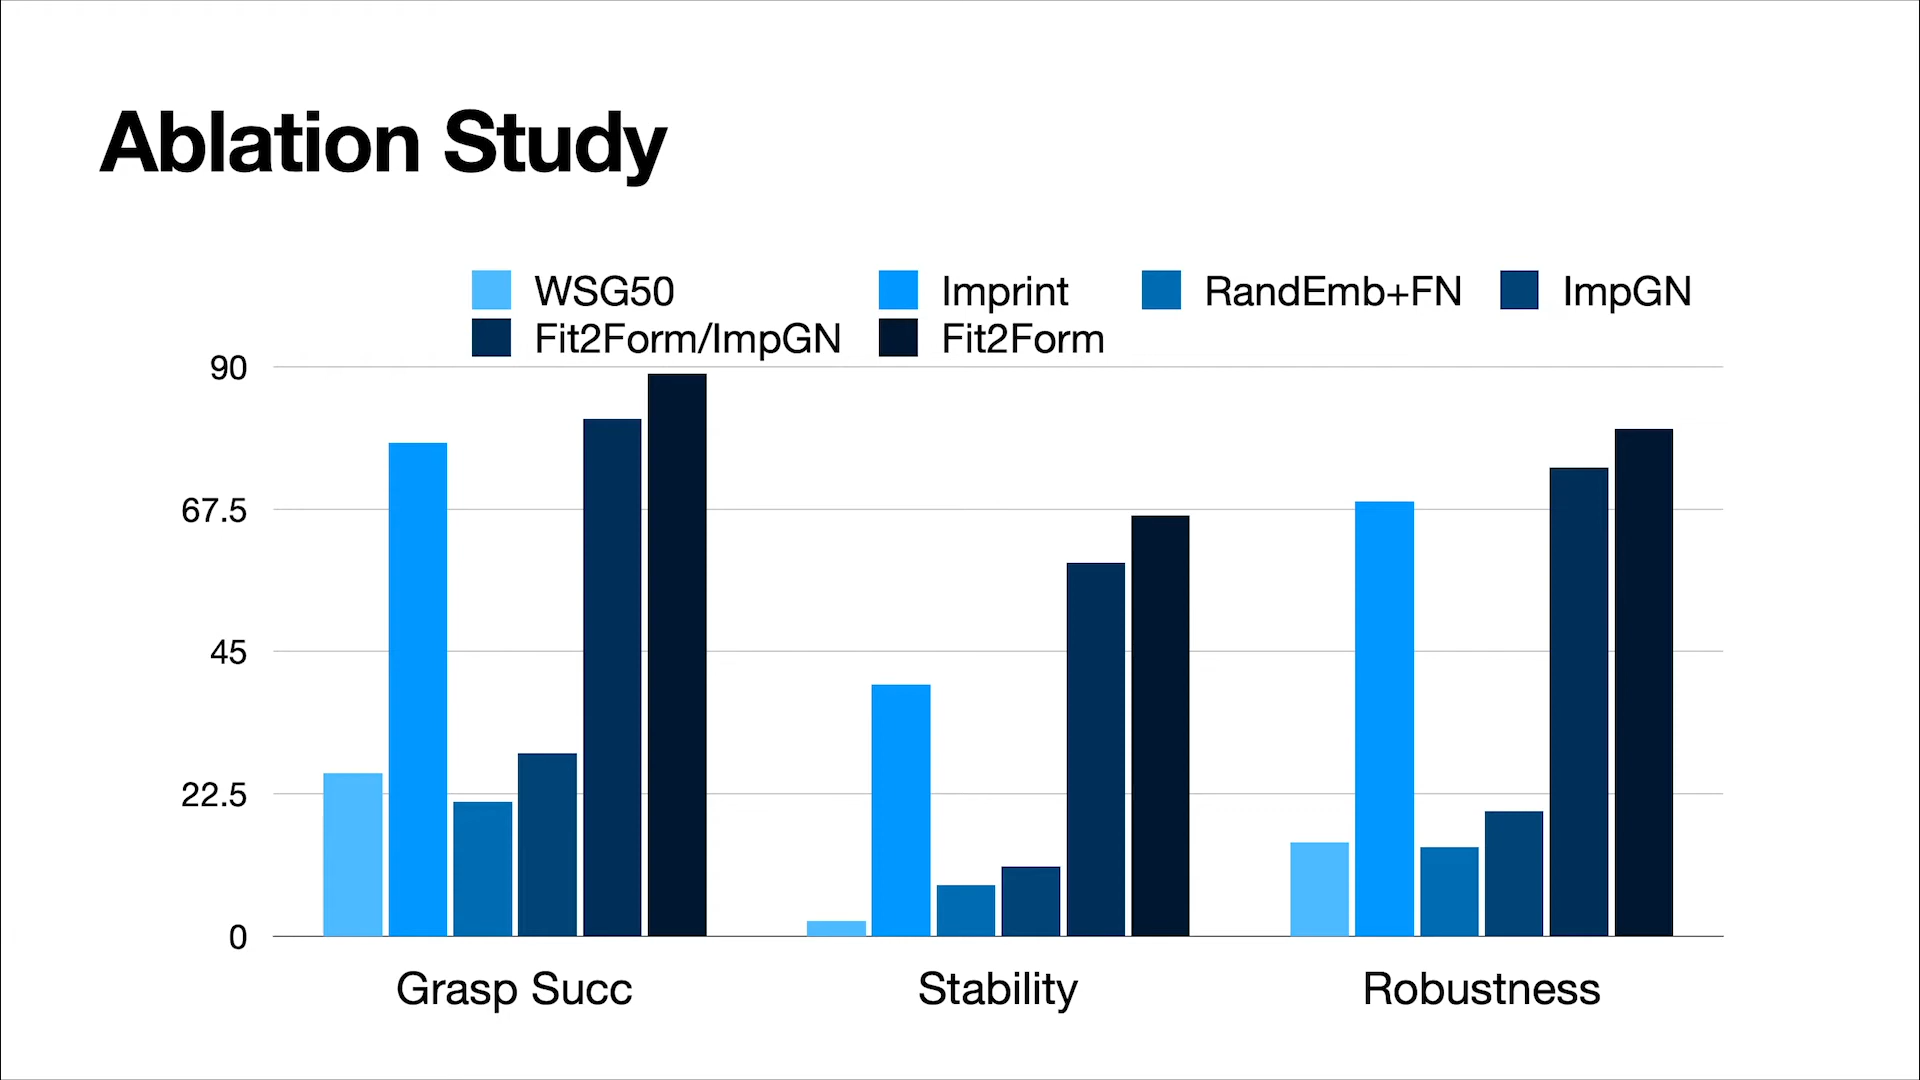 Ablation Study
WSG50 Imprint RandEmb+FN ImpGN
Fit2Form/ImpGN Fit2Form
90
67.5
45
22.5
0
Grasp Succ Stability Robustness